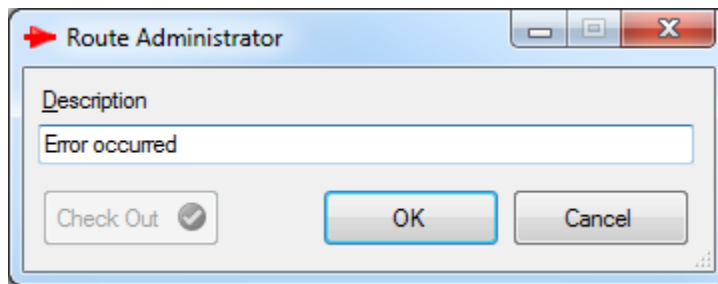 Route Administrator
Description
Error occurred
Check Out OK Cancel